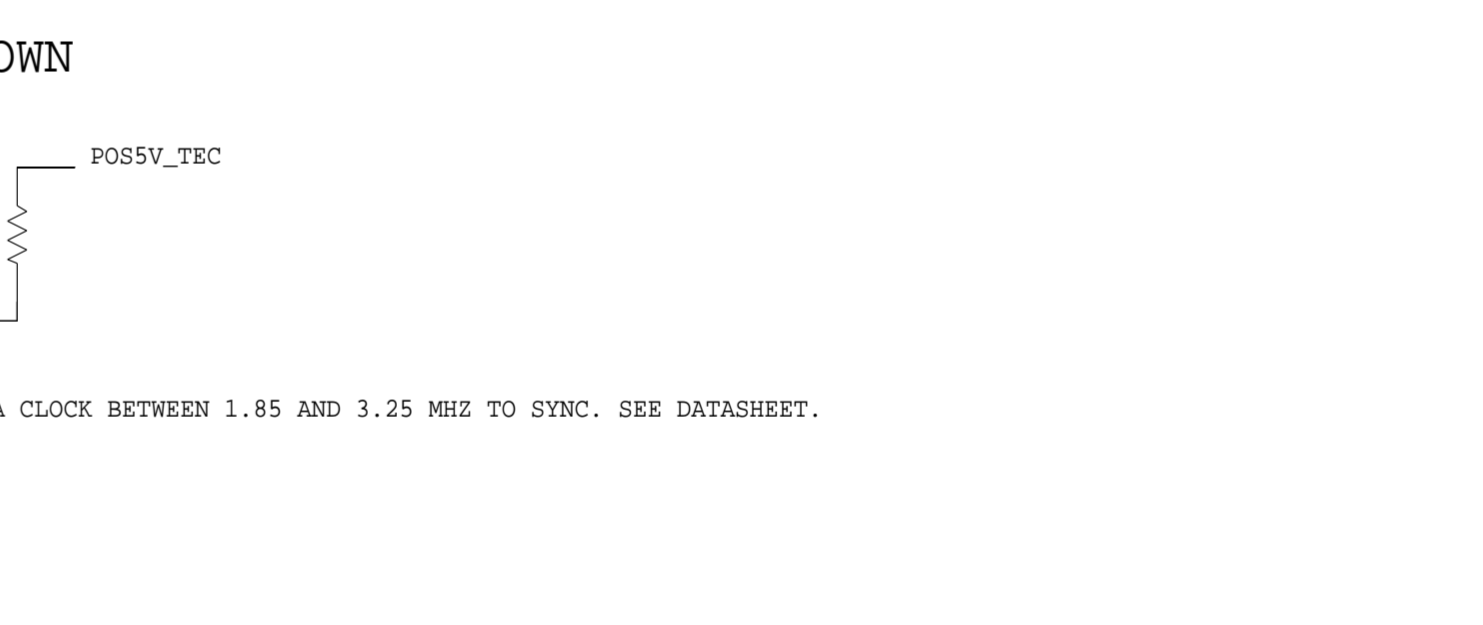 OWN
POS5V_TEC
A CLOCK BETWEEN 1.85 AND 3.25 MHZ TO SYNC. SEE DATASHEET.